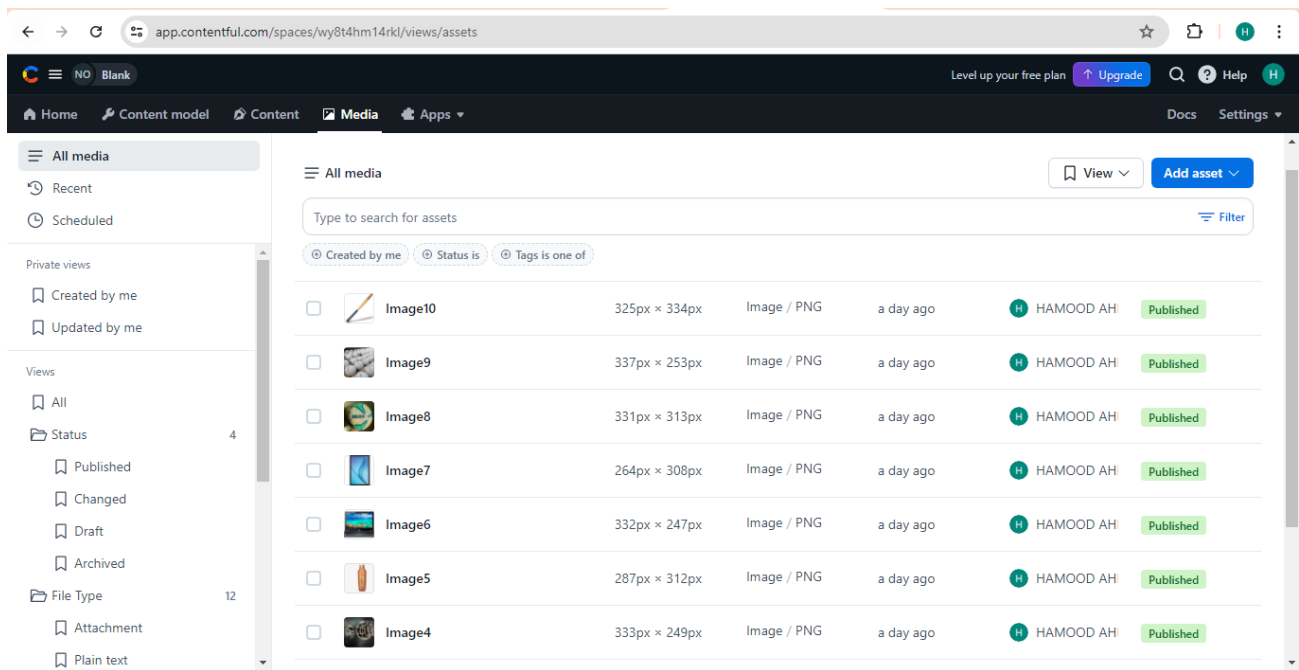 app.contentful.com/spaces/wy8t4hm14rkl/views/assets
H
NO Blank
Level up your free plan Upgrade Help H
Home Content model Content Media Apps Docs Settings
All media
Recent
Scheduled
Private views
Created by me
Updated by me
Views
All
Status 4
Published
Changed
Draft
Archived
File Type 12
Attachment
Plain text
All media View Add asset
Type to search for assets Filter
Created by me Status is Tags is one of
Image10 325px × 334px Image / PNG a day ago H HAMOOD AH Published
Image9 337px × 253px Image / PNG a day ago H HAMOOD AH Published
Image8 331px × 313px Image / PNG a day ago H HAMOOD AH Published
Image7 264px × 308px Image / PNG a day ago H HAMOOD AH Published
Image6 332px × 247px Image / PNG a day ago H HAMOOD AH Published
Image5 287px × 312px Image / PNG a day ago H HAMOOD AH Published
Image4 333px × 249px Image / PNG a day ago H HAMOOD AH Published